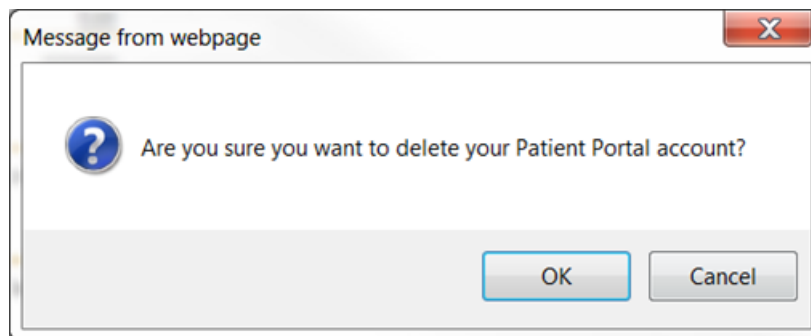 Message from webpage
Are you sure you want to delete your Patient Portal account?
OK
Cancel